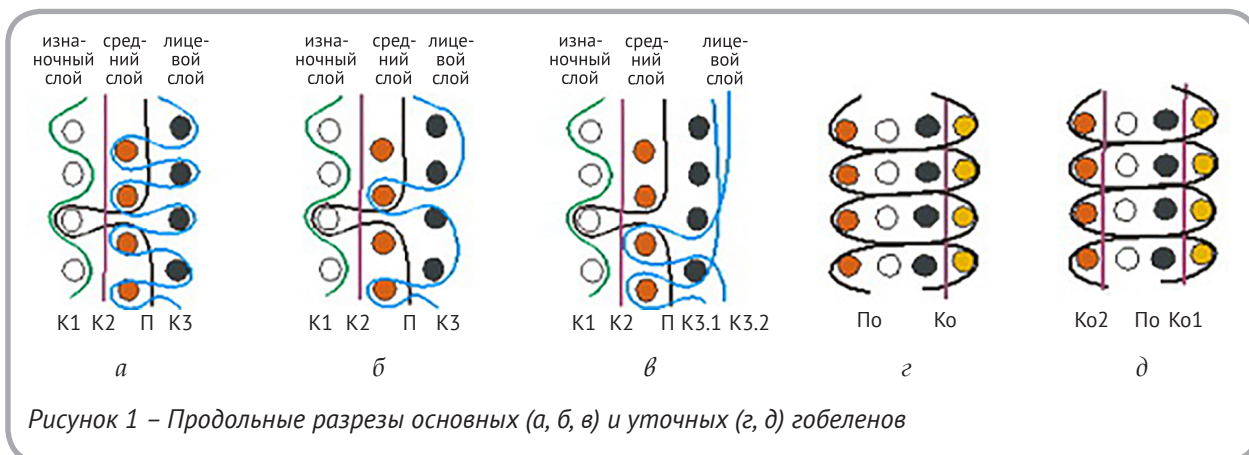 изна- сред- лице-
ночный ний вой
слой слой слой
изна- сред- лице-
ночный ний вой
слой слой слой
изна- сред- лице-
ночный ний вой
слой слой слой
К1 К2 П К3
К1 К2 П К3
К1 К2 П К3.1 К3.2
По Ко
Ко2 По Ко1
а б в г д
Рисунок 1 – Продольные разрезы основных (а, б, в) и уточных (г, д) гобеленов